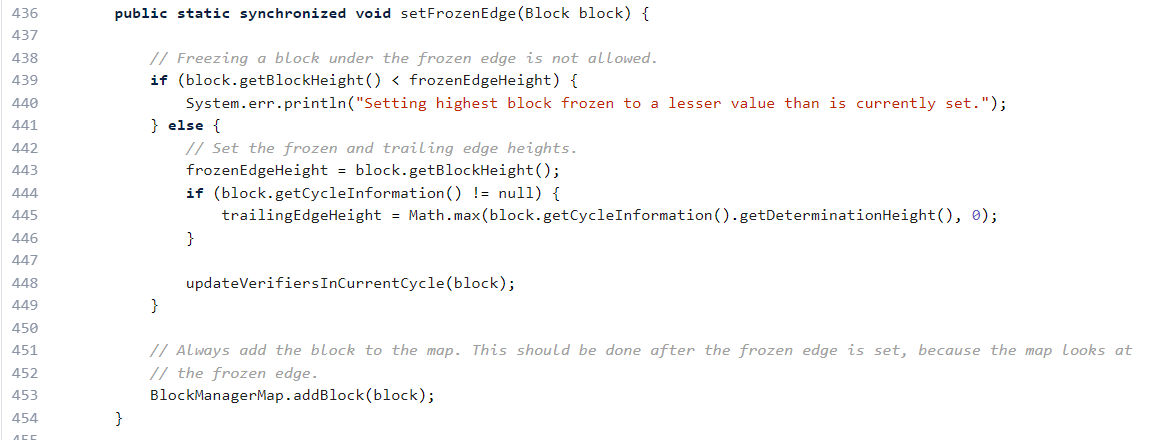 436 public static synchronized void setFrozenEdge(Block block) {
437
438 // Freezing a block under the frozen edge is not allowed.
439 if (block.getBlockHeight() < frozenEdgeHeight) {
440 System.err.println("Setting highest block frozen to a lesser value than is currently set.");
441 } else {
442 // Set the frozen and trailing edge heights.
443 frozenEdgeHeight = block.getBlockHeight();
444 if (block.getCycleInformation() != null) {
445 trailingEdgeHeight = Math.max(block.getCycleInformation().getDeterminationHeight(), 0);
446 }
447
448 updateVerifiersInCurrentCycle(block);
449 }
450
451 // Always add the block to the map. This should be done after the frozen edge is set, because the map looks at
452 // the frozen edge.
453 BlockManagerMap.addBlock(block);
454 }
455